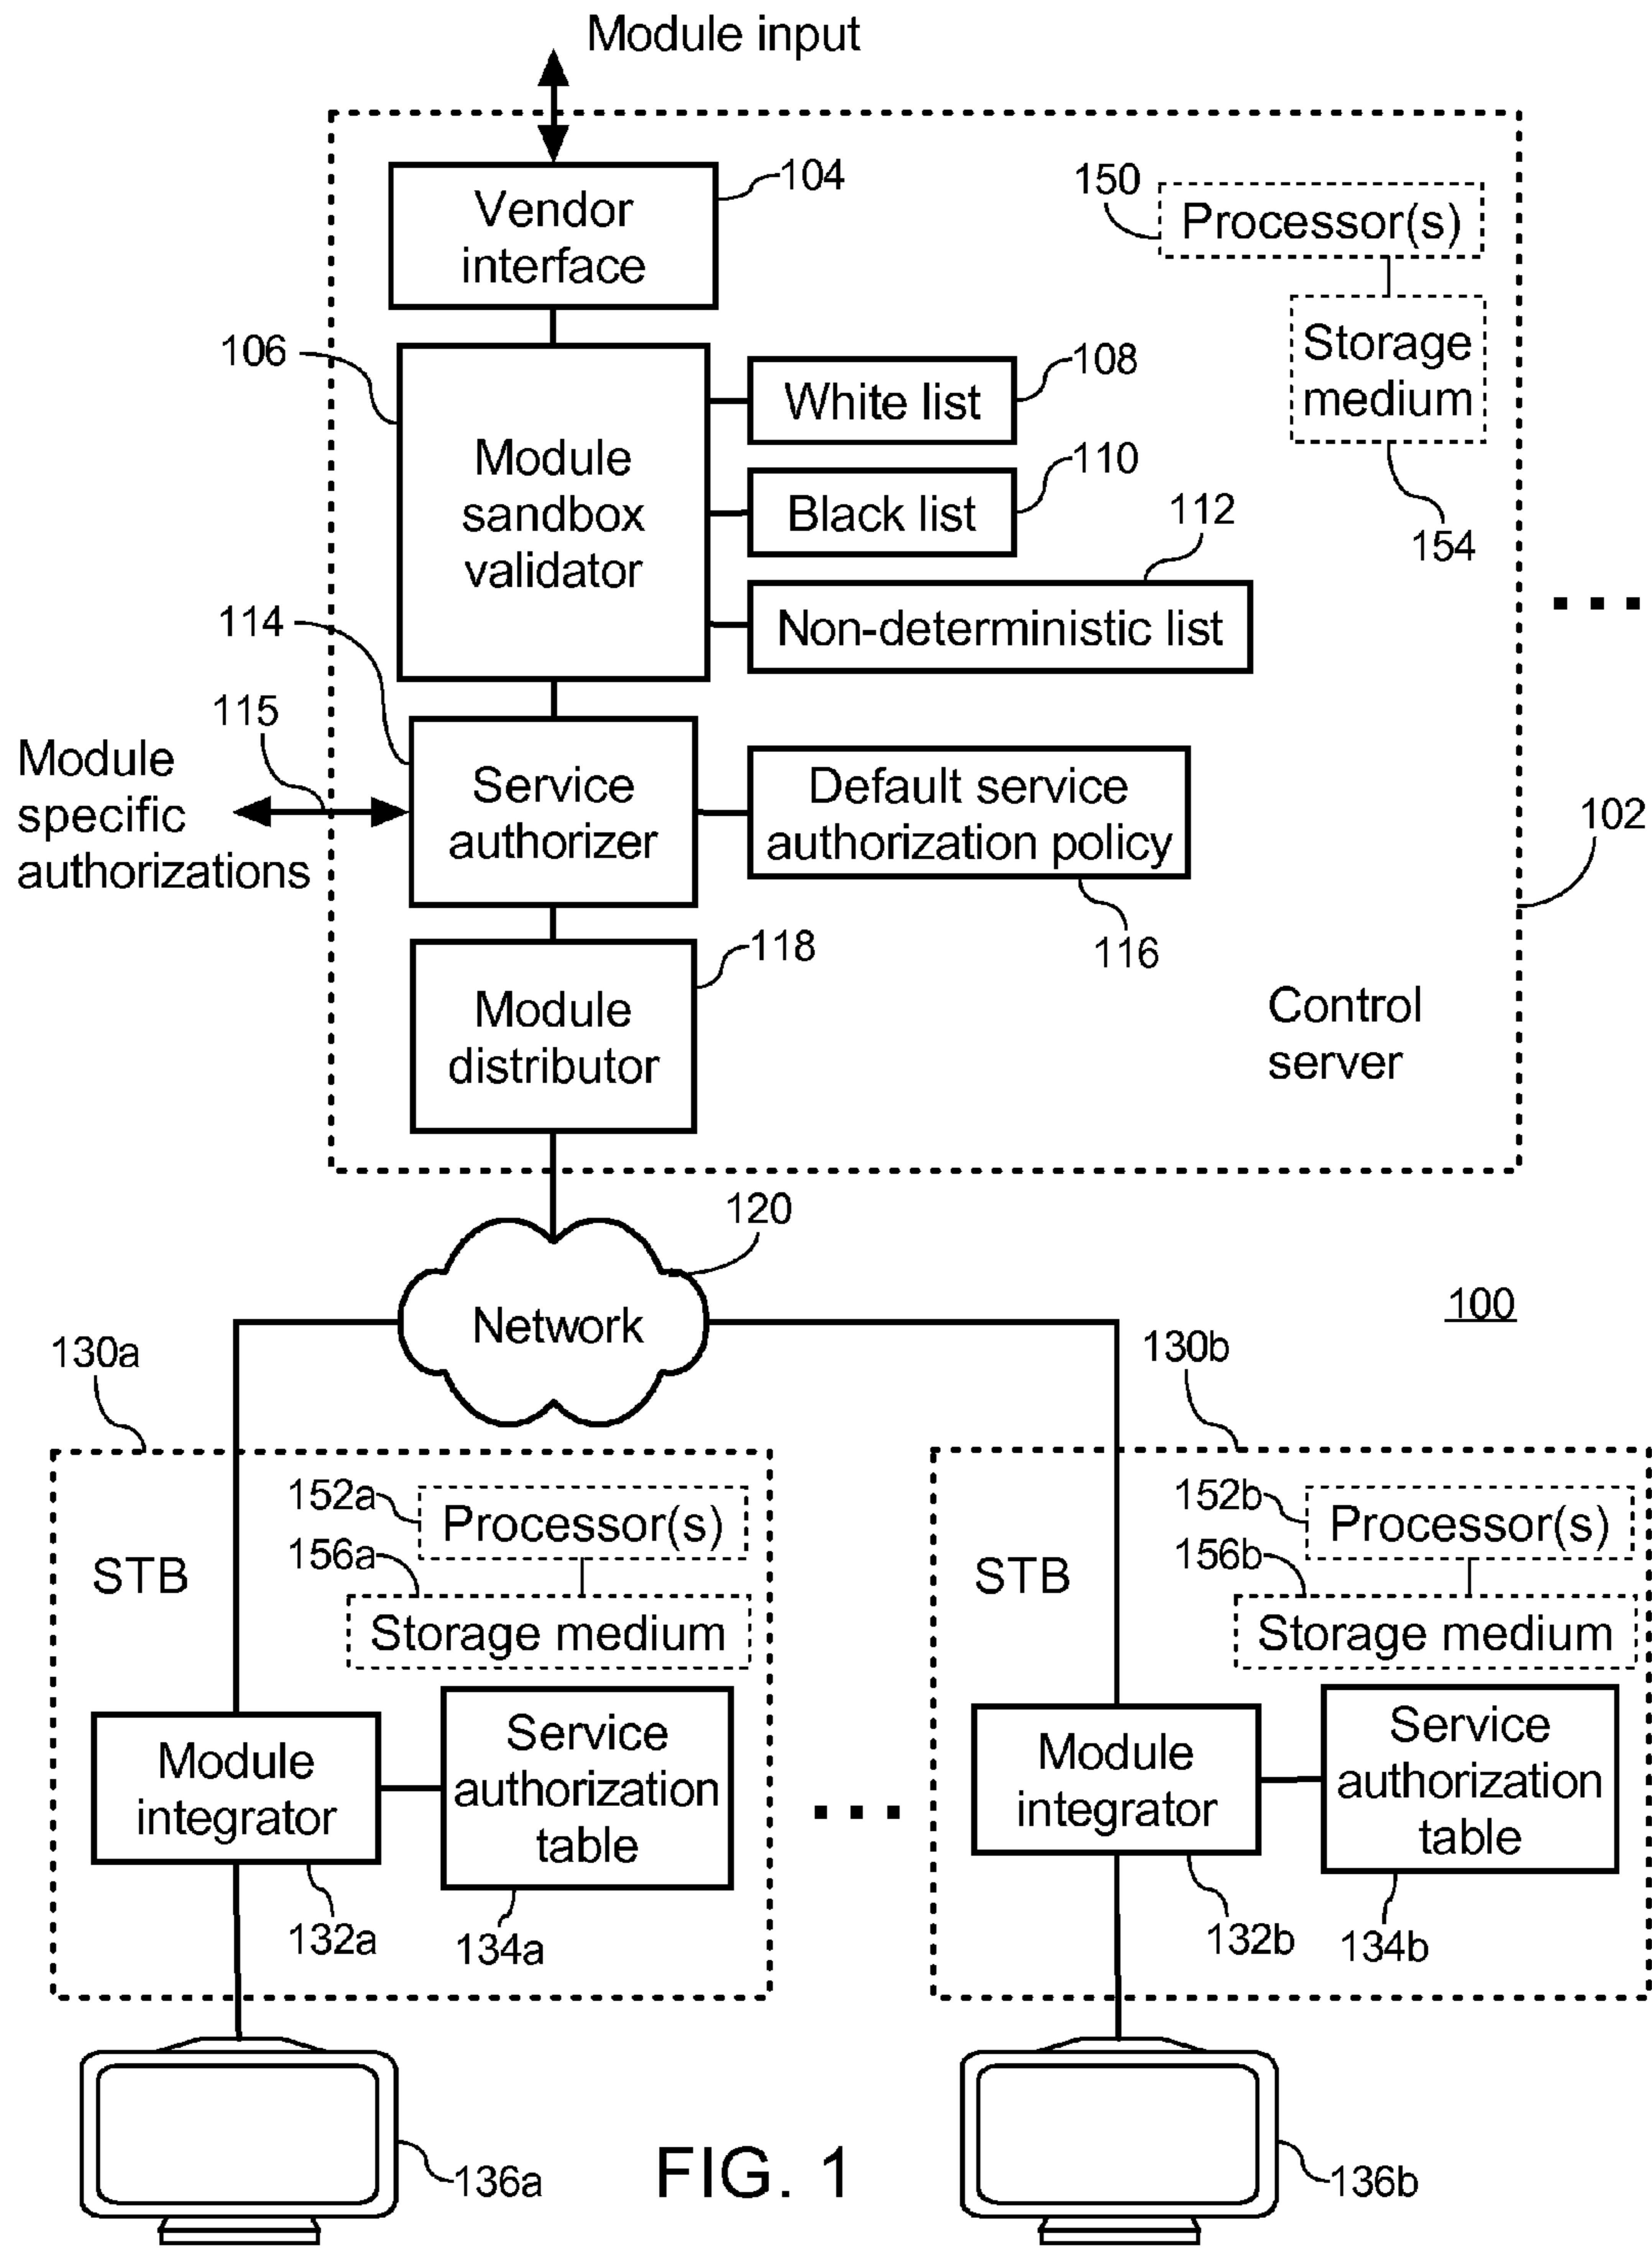 Module input
104
Vendor
interface
150
Processor(s)
Storage
medium
154
106
Module
sandbox
validator
108
White list
110
Black list
112
Non-deterministic list
114
115
Module
specific
authorizations
Service
authorizer
Default service
authorization policy
116
102
118
Module
distributor
Control
server
120
Network
100
130a
STB
152a
Processor(s)
156a
Storage medium
Module
integrator
132a
Service
authorization
table
134a
136a
130b
STB
152b
Processor(s)
156b
Storage medium
Module
integrator
132b
Service
authorization
table
134b
136b
FIG. 1